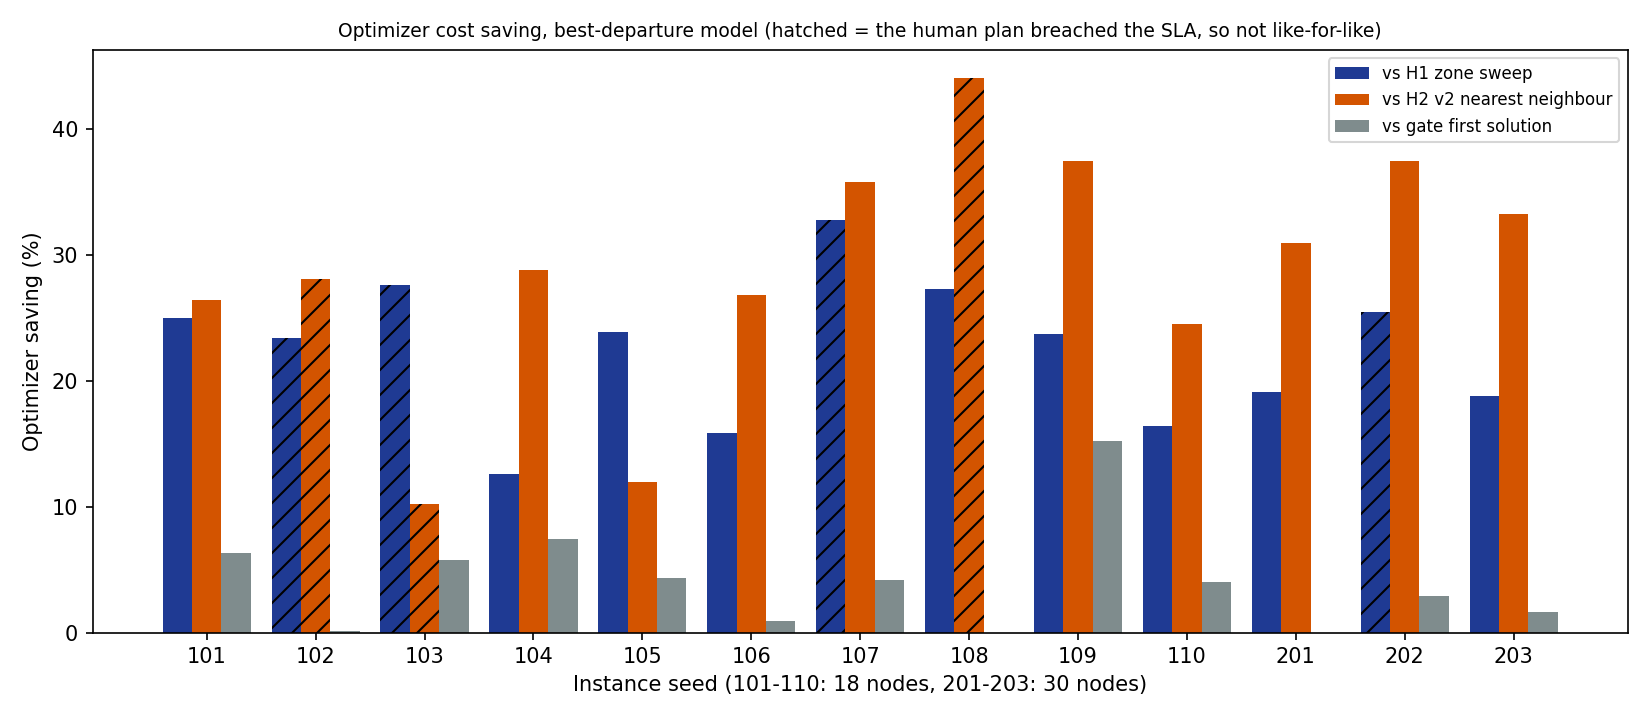 Optimizer cost saving, best-departure model (hatched = the human plan breached the SLA, so not like-for-like)
vs H1 zone sweep
vs H2 v2 nearest neighbour
vs gate first solution
Optimizer saving (%)
40
30
20
10
0
101 102 103 104 105 106 107 108 109 110 201 202 203
Instance seed (101-110: 18 nodes, 201-203: 30 nodes)